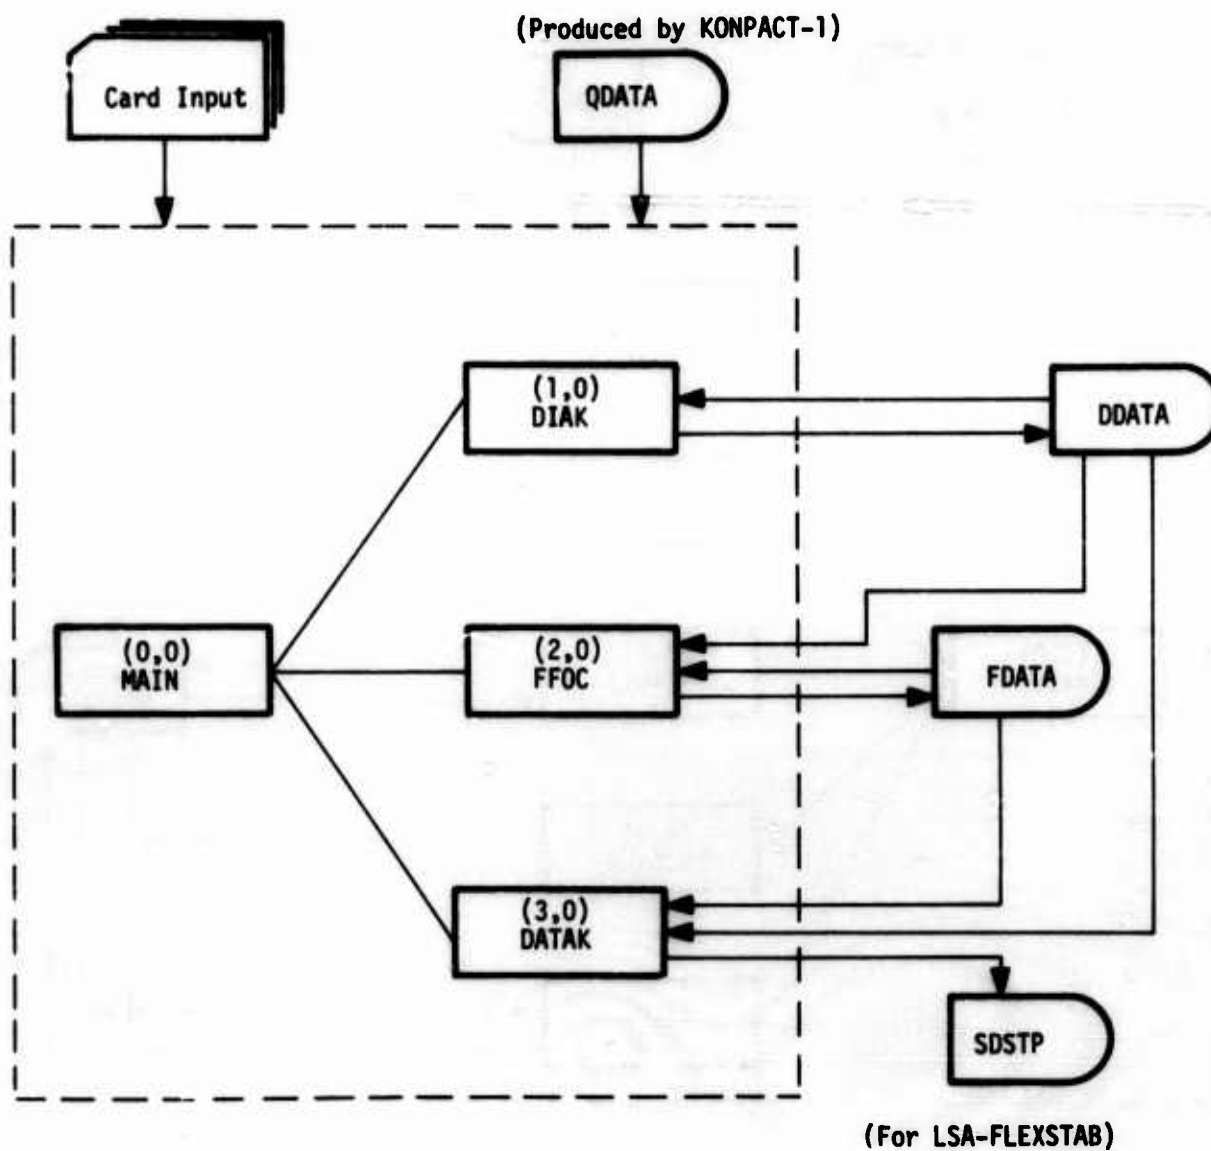 (Produced by KONPACT-1)
Card Input
QDATA
(1,0)
DIAK
DDATA
(0,0)
MAIN
(2,0)
FFOC
FDATA
(3,0)
DATAK
SDSTP
(For LSA-FLEXSTAB)